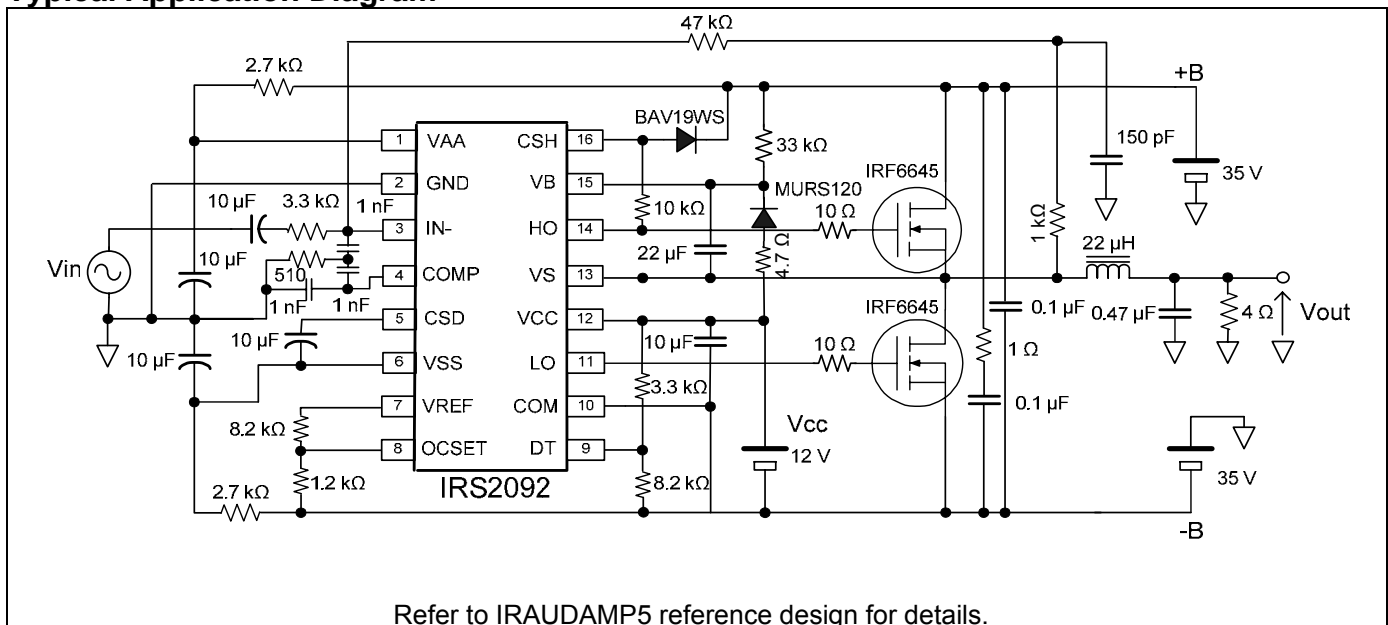 Typical Application Diagram
47 kΩ
2.7 kΩ
+B
BAV19WS
1 VAA CSH 16
33 kΩ
150 pF
35 V
2 GND VB 15
MURS120
IRF6645
10 µF 3.3 kΩ 1 nF
3 IN- HO 14
10 kΩ
10 Ω
1 kΩ
22 µH
Vin
10 µF
510
4 COMP VS 13
22 µF
4.7 Ω
1 nF 1 nF
5 CSD VCC 12
IRF6645
0.1 µF
0.47 µF
4 Ω
Vout
10 µF
10 µF
6 VSS LO 11
10 µF
10 Ω
1 Ω
3.3 kΩ
7 VREF COM 10
0.1 µF
8.2 kΩ
Vcc
8 OCSET DT 9
12 V
35 V
1.2 kΩ
8.2 kΩ
2.7 kΩ
IRS2092
-B
Refer to IRAUDAMP5 reference design for details.